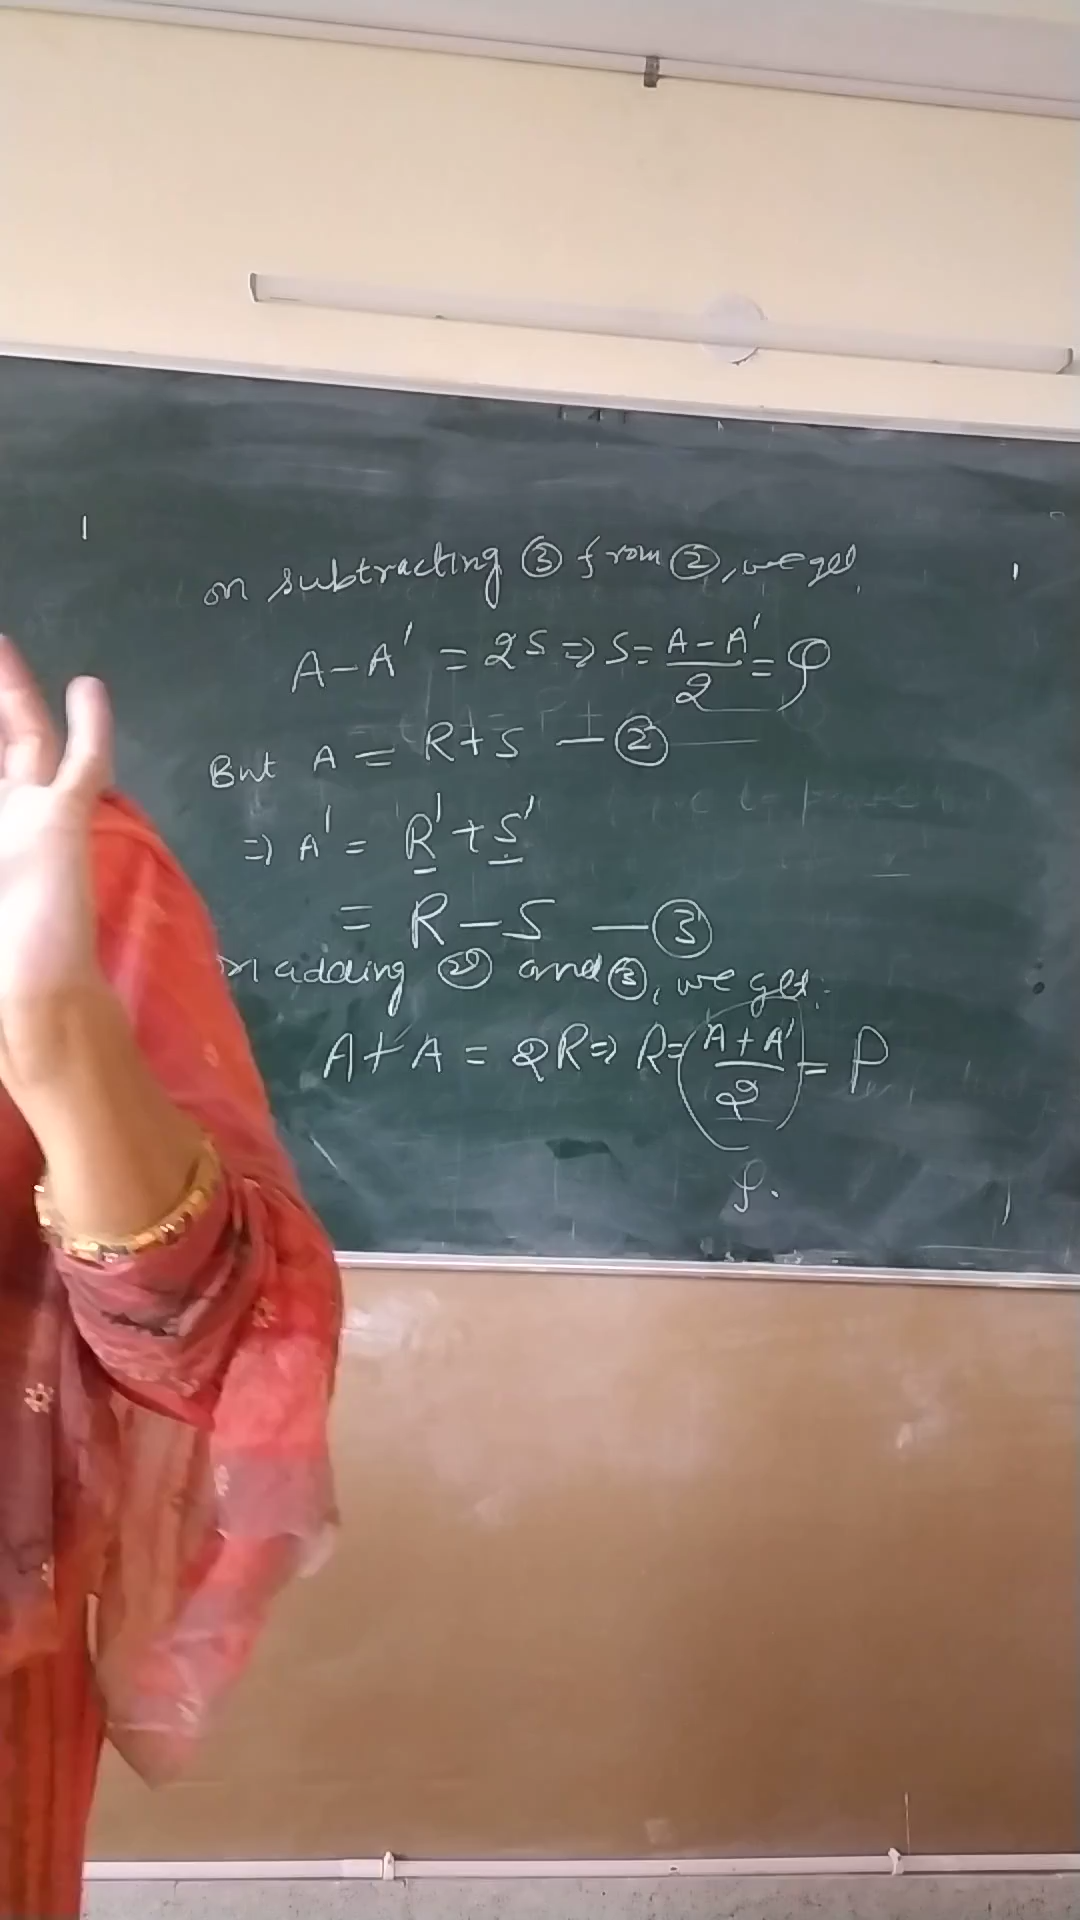 on subtracting ③ from ②, we get
A-A' = 2S ⇒ S = (A-A')/2 = Q
But A = R+S — ②
⇒ A' = R' + S'
= R - S — ③
on adding ② and ③, we get.
A+A = 2R ⇒ R = (A+A')/2 = P